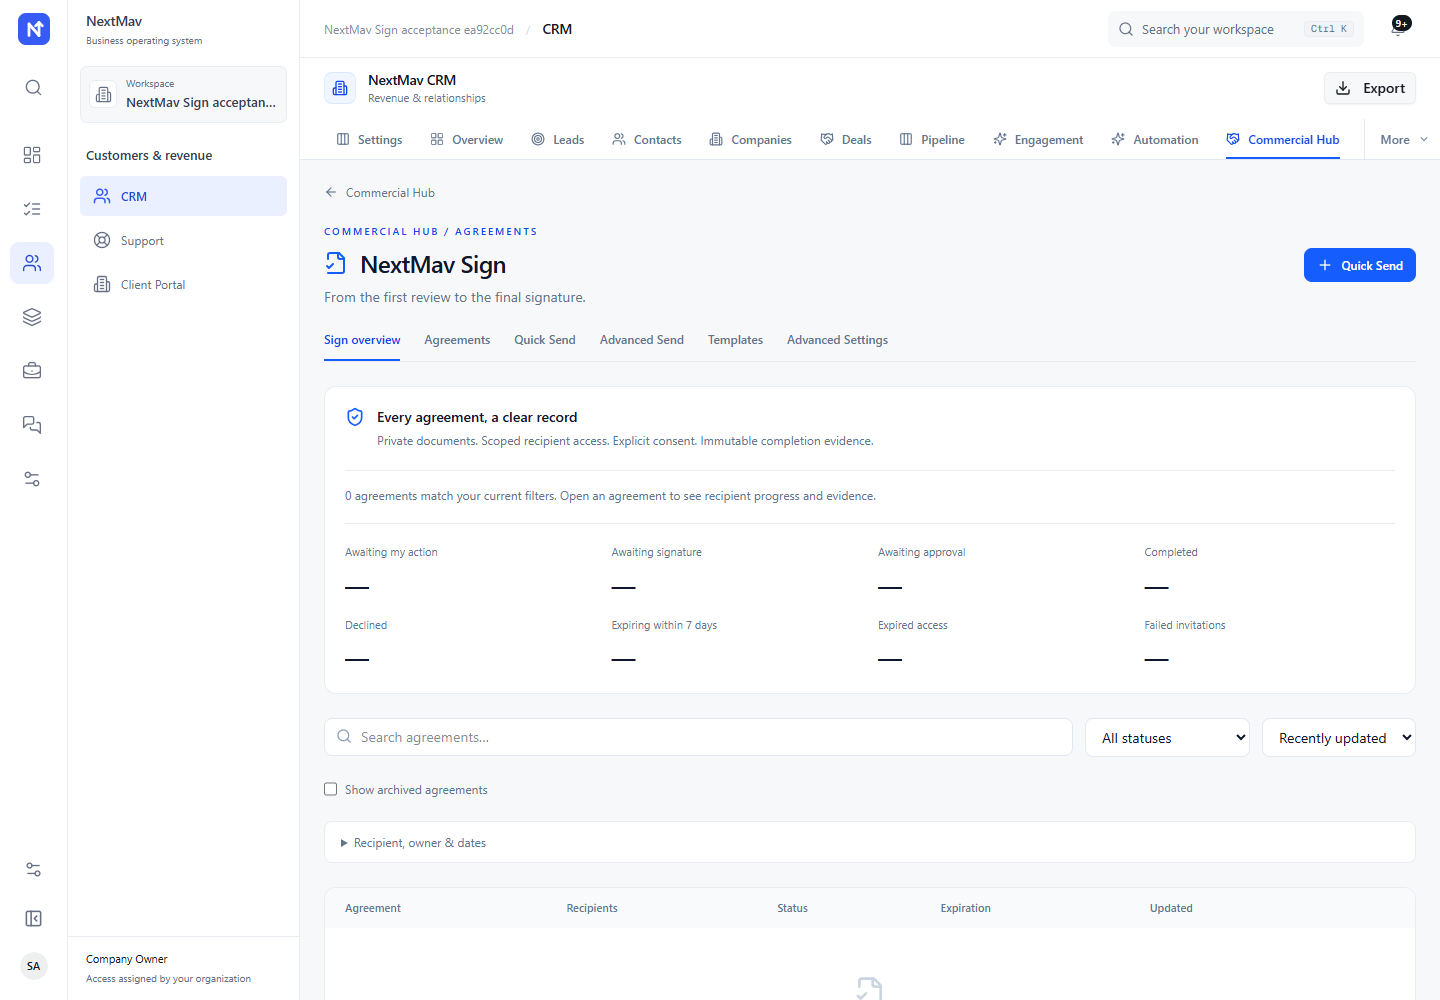 NextMav
Business operating system
Workspace
NextMav Sign acceptan...
Customers & revenue
CRM
Support
Client Portal
Company Owner
Access assigned by your organization
SA
NextMav Sign acceptance ea92cc0d / CRM
Search your workspace Ctrl K
9+
NextMav CRM
Revenue & relationships
Export
Settings Overview Leads Contacts Companies Deals Pipeline Engagement Automation Commercial Hub More
Commercial Hub
COMMERCIAL HUB / AGREEMENTS
NextMav Sign
Quick Send
From the first review to the final signature.
Sign overview Agreements Quick Send Advanced Send Templates Advanced Settings
Every agreement, a clear record
Private documents. Scoped recipient access. Explicit consent. Immutable completion evidence.
0 agreements match your current filters. Open an agreement to see recipient progress and evidence.
Awaiting my action Awaiting signature Awaiting approval Completed
— — — —
Declined Expiring within 7 days Expired access Failed invitations
— — — —
Search agreements... All statuses Recently updated
Show archived agreements
Recipient, owner & dates
Agreement Recipients Status Expiration Updated